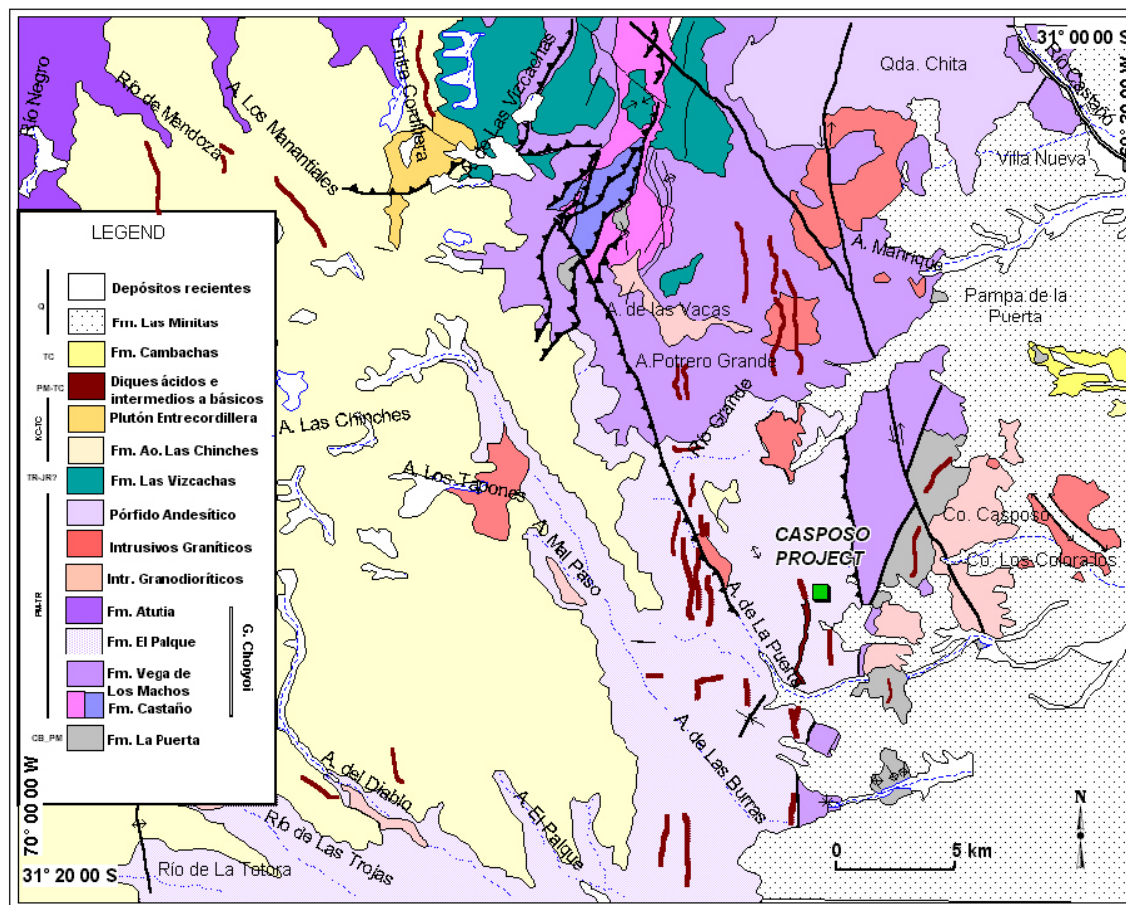 31° 00 00 S
69° 20 00 W
Río Castaño
Qda. Chita
Villa Nueva
Río Negro
Río de Mendoza
A. Los Manantiales
Entre Cordillera
de Las Vizcachas
A. Manrique
Pampa de la
Puerta
A. de las Vacas
A.Potrero Grande
Río Grande
A. Las Chinches
A. Los Tapones
A. Mal Paso
CASPOSO
PROJECT
Co. Casposo
Co. Los Colorados
A. de La Puerta
A. de Las Burras
A. del Diablo
A. El Palque
Río de Las Trojas
Río de La Totora
LEGEND
Q
Depósitos recientes
Fm. Las Minitas
TC
Fm. Cambachas
PM-TC
Diques ácidos e
intermedios a básicos
KC-TC
Plutón Entrecordillera
Fm. Ao. Las Chinches
TR-JR?
Fm. Las Vizcachas
Pórfido Andesítico
Intrusivos Graníticos
Intr. Granodioríticos
Fm. Atutia
Fm. El Palque
Fm. Vega de
Los Machos
Fm. Castaño
G. Choiyoi
CB_PM
Fm. La Puerta
70° 00 00 W
31° 20 00 S
N
0 5 km